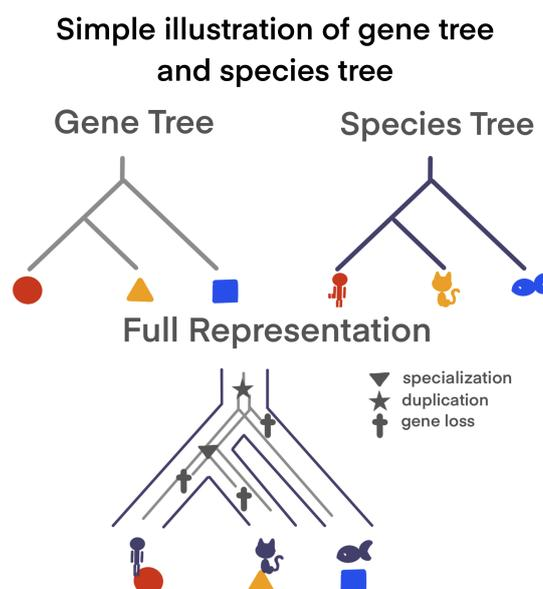 Simple illustration of gene tree
and species tree
Gene Tree
Species Tree
Full Representation
specialization
duplication
gene loss